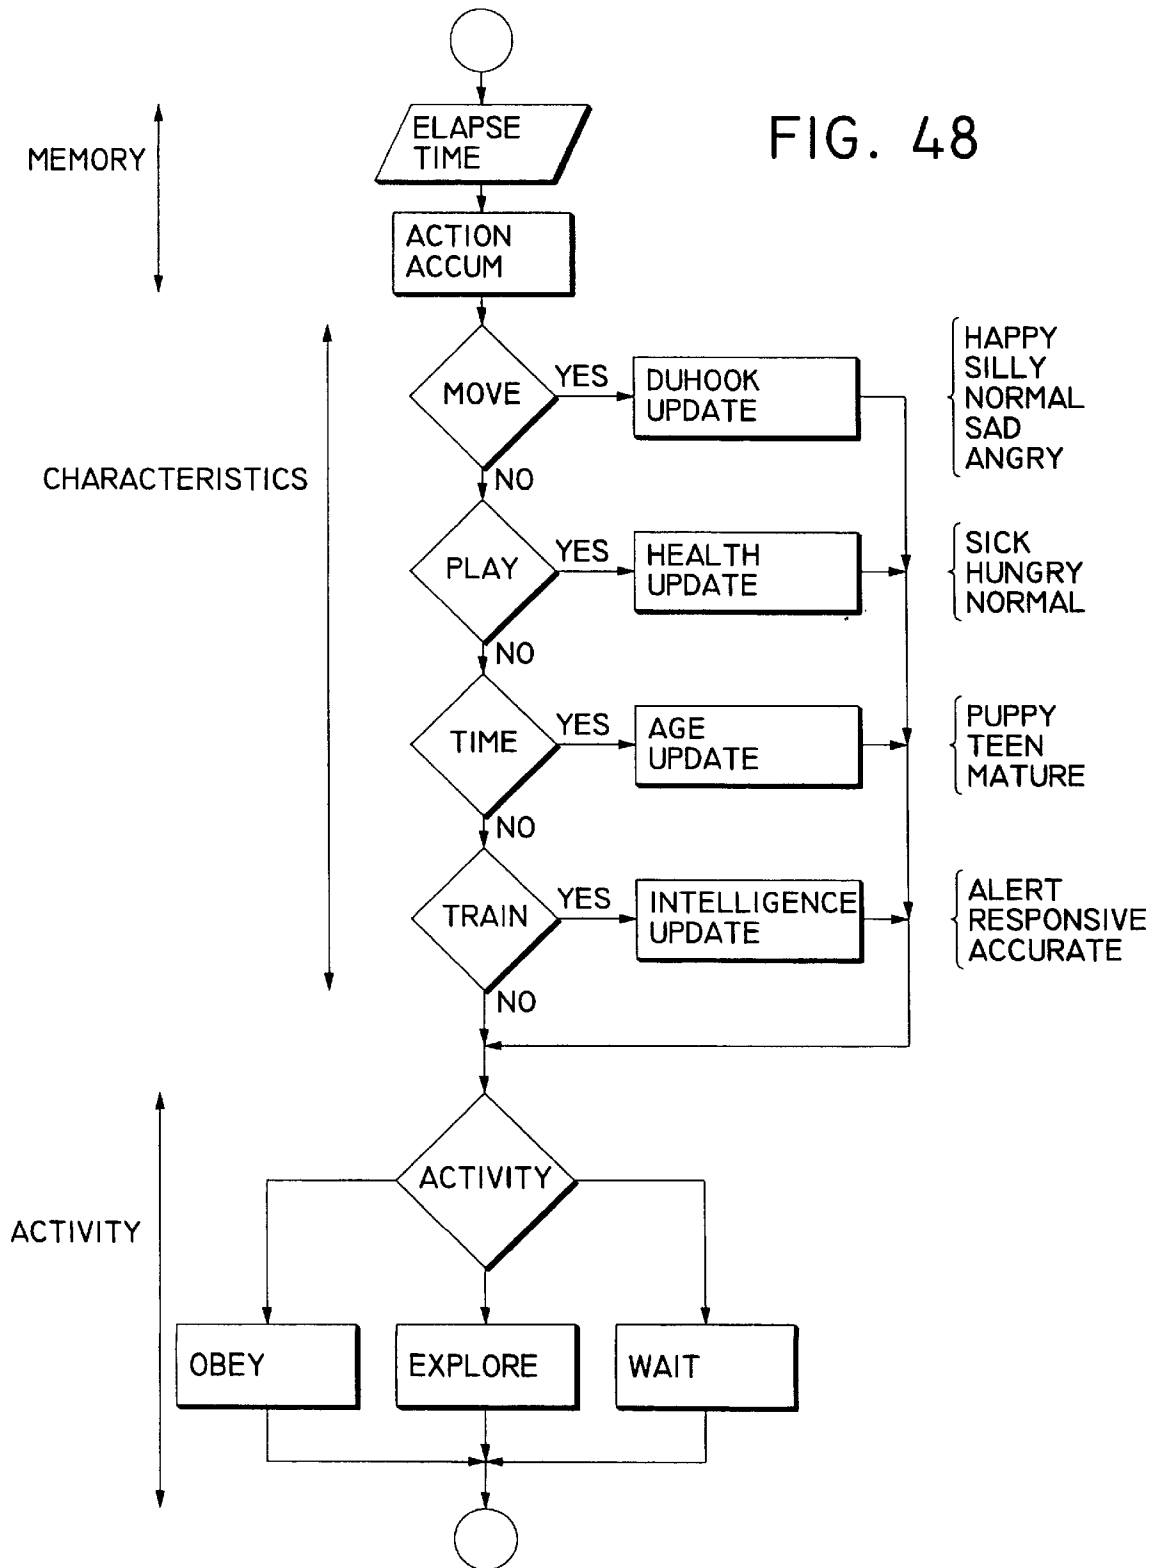 FIG. 48
MEMORY
ELAPSE
TIME
ACTION
ACCUM
CHARACTERISTICS
MOVE
YES
DUHOOK
UPDATE
HAPPY
SILLY
NORMAL
SAD
ANGRY
NO
PLAY
YES
HEALTH
UPDATE
SICK
HUNGRY
NORMAL
NO
TIME
YES
AGE
UPDATE
PUPPY
TEEN
MATURE
NO
TRAIN
YES
INTELLIGENCE
UPDATE
ALERT
RESPONSIVE
ACCURATE
NO
ACTIVITY
ACTIVITY
OBEY
EXPLORE
WAIT